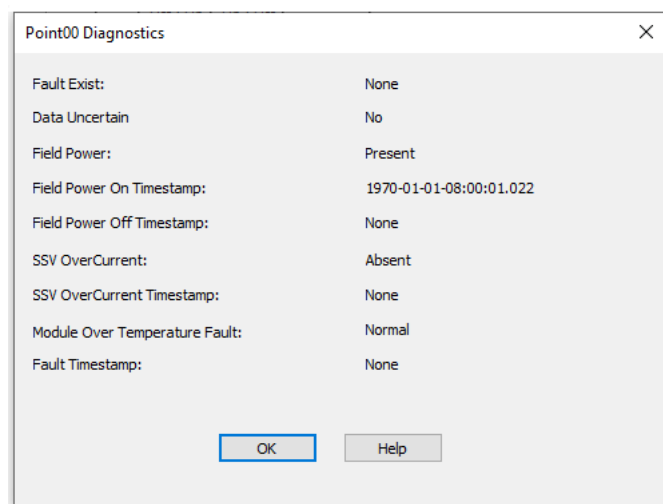 Point00 Diagnostics
Fault Exist: None
Data Uncertain No
Field Power: Present
Field Power On Timestamp: 1970-01-01-08:00:01.022
Field Power Off Timestamp: None
SSV OverCurrent: Absent
SSV OverCurrent Timestamp: None
Module Over Temperature Fault: Normal
Fault Timestamp: None
OK Help